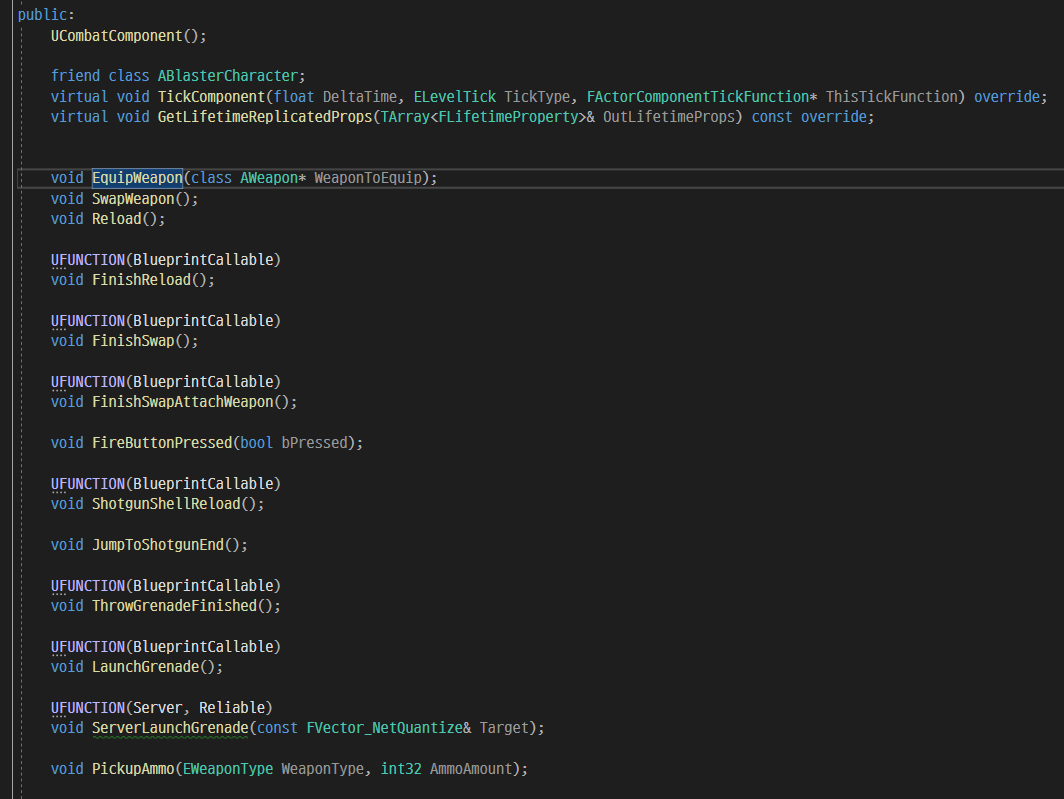 public:
UCombatComponent();
friend class ABlasterCharacter;
virtual void TickComponent(float DeltaTime, ELevelTick TickType, FActorComponentTickFunction* ThisTickFunction) override;
virtual void GetLifetimeReplicatedProps(TArray<FLifetimeProperty>& OutLifetimeProps) const override;
void EquipWeapon(class AWeapon* WeaponToEquip);
void SwapWeapon();
void Reload();
UFUNCTION(BlueprintCallable)
void FinishReload();
UFUNCTION(BlueprintCallable)
void FinishSwap();
UFUNCTION(BlueprintCallable)
void FinishSwapAttachWeapon();
void FireButtonPressed(bool bPressed);
UFUNCTION(BlueprintCallable)
void ShotgunShellReload();
void JumpToShotgunEnd();
UFUNCTION(BlueprintCallable)
void ThrowGrenadeFinished();
UFUNCTION(BlueprintCallable)
void LaunchGrenade();
UFUNCTION(Server, Reliable)
void ServerLaunchGrenade(const FVector_NetQuantize& Target);
void PickupAmmo(EWeaponType WeaponType, int32 AmmoAmount);